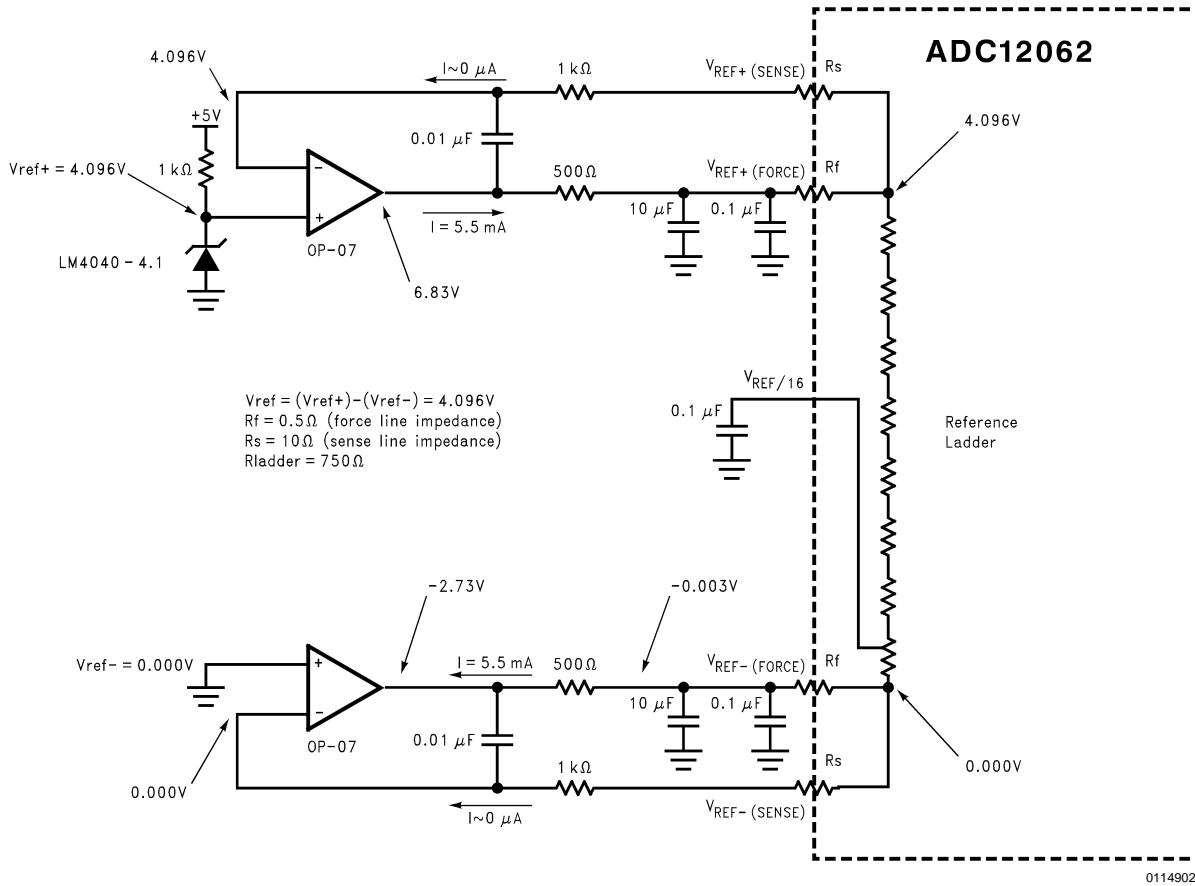 ADC12062
4.096V
I~0 μA
1 kΩ
VREF+ (SENSE)
Rs
+5V
1 kΩ
Vref+ = 4.096V
0.01 μF
4.096V
−
+
OP-07
500Ω
VREF+ (FORCE)
Rf
10 μF
0.1 μF
I = 5.5 mA
LM4040 - 4.1
6.83V
Vref = (Vref+)-(Vref-) = 4.096V
Rf = 0.5Ω (force line impedance)
Rs = 10Ω (sense line impedance)
Rladder = 750Ω
VREF/16
0.1 μF
Reference
Ladder
-2.73V
-0.003V
Vref- = 0.000V
+
−
OP-07
I = 5.5 mA
500Ω
VREF- (FORCE)
Rf
10 μF
0.1 μF
0.01 μF
0.000V
1 kΩ
Rs
0.000V
I~0 μA
VREF- (SENSE)
0114902